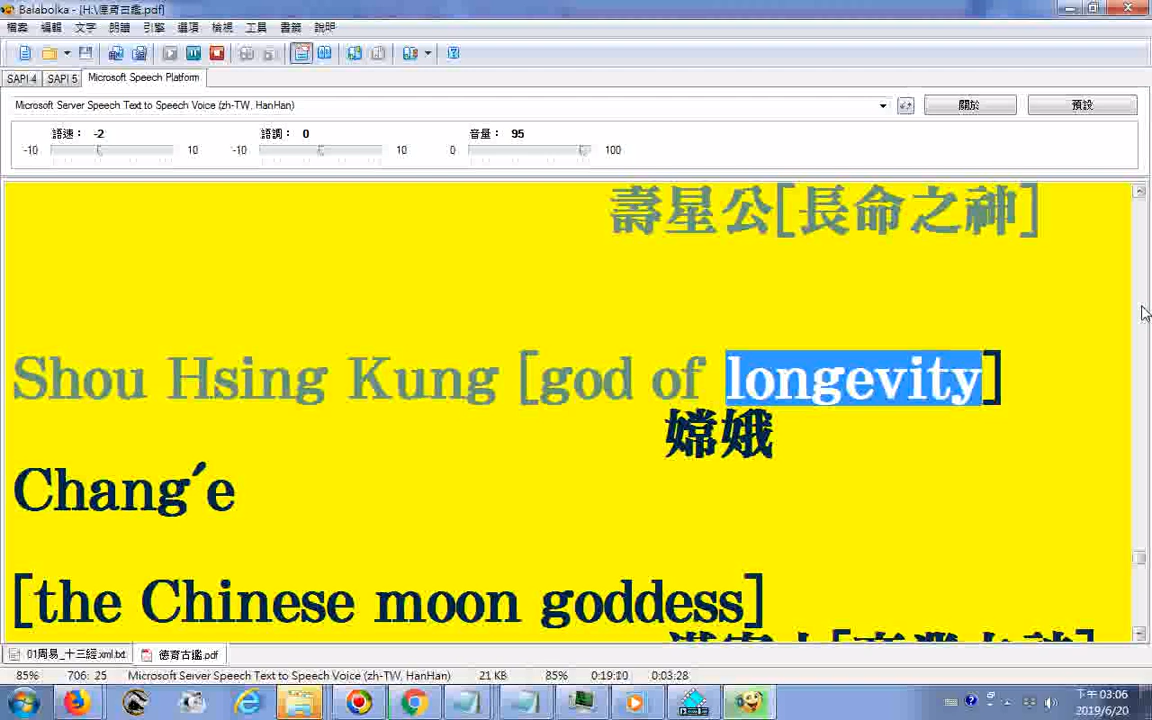 Balabolka - [H:\德育古鑑.pdf]
檔案 編輯 文字 朗讀 引擎 選項 檢視 工具 書籤 說明
SAPI 4 SAPI 5 Microsoft Speech Platform
Microsoft Server Speech Text to Speech Voice (zh-TW, HanHan) 關於 預設
語速： -2 語調： 0 音量： 95
-10 10 -10 10 0 100
壽星公[長命之神]
Shou Hsing Kung [god of longevity]
嫦娥
Chang´e
[the Chinese moon goddess]
01周易_十三經.xml.txt 德育古鑑.pdf
85% 706: 25 Microsoft Server Speech Text to Speech Voice (zh-TW, HanHan) 21 KB 85% 0:19:10 0:03:28
下午 03:06
2019/6/20